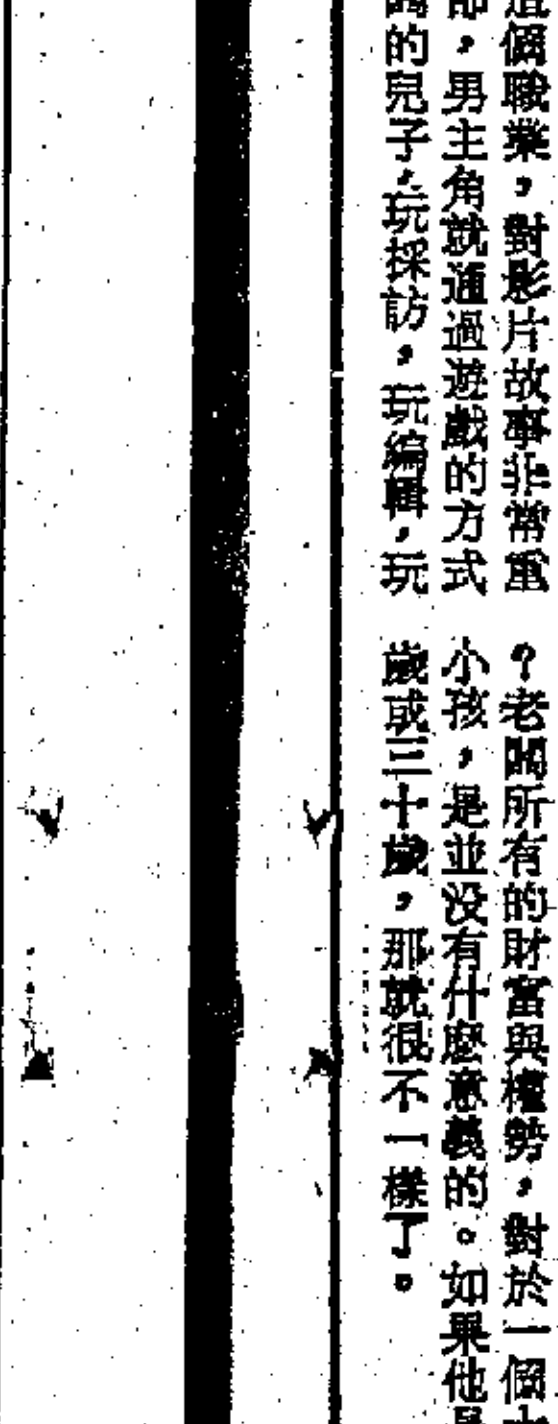 個職業，對影片故事非常重
，男主角就通過遊戲的方式
的兒子，玩採訪，玩編輯，玩
？老闆所有的財富與權勢，對於一個
小孩，是並没有什麼意義的。如果他
歲或三十歲，那就很不一樣了。